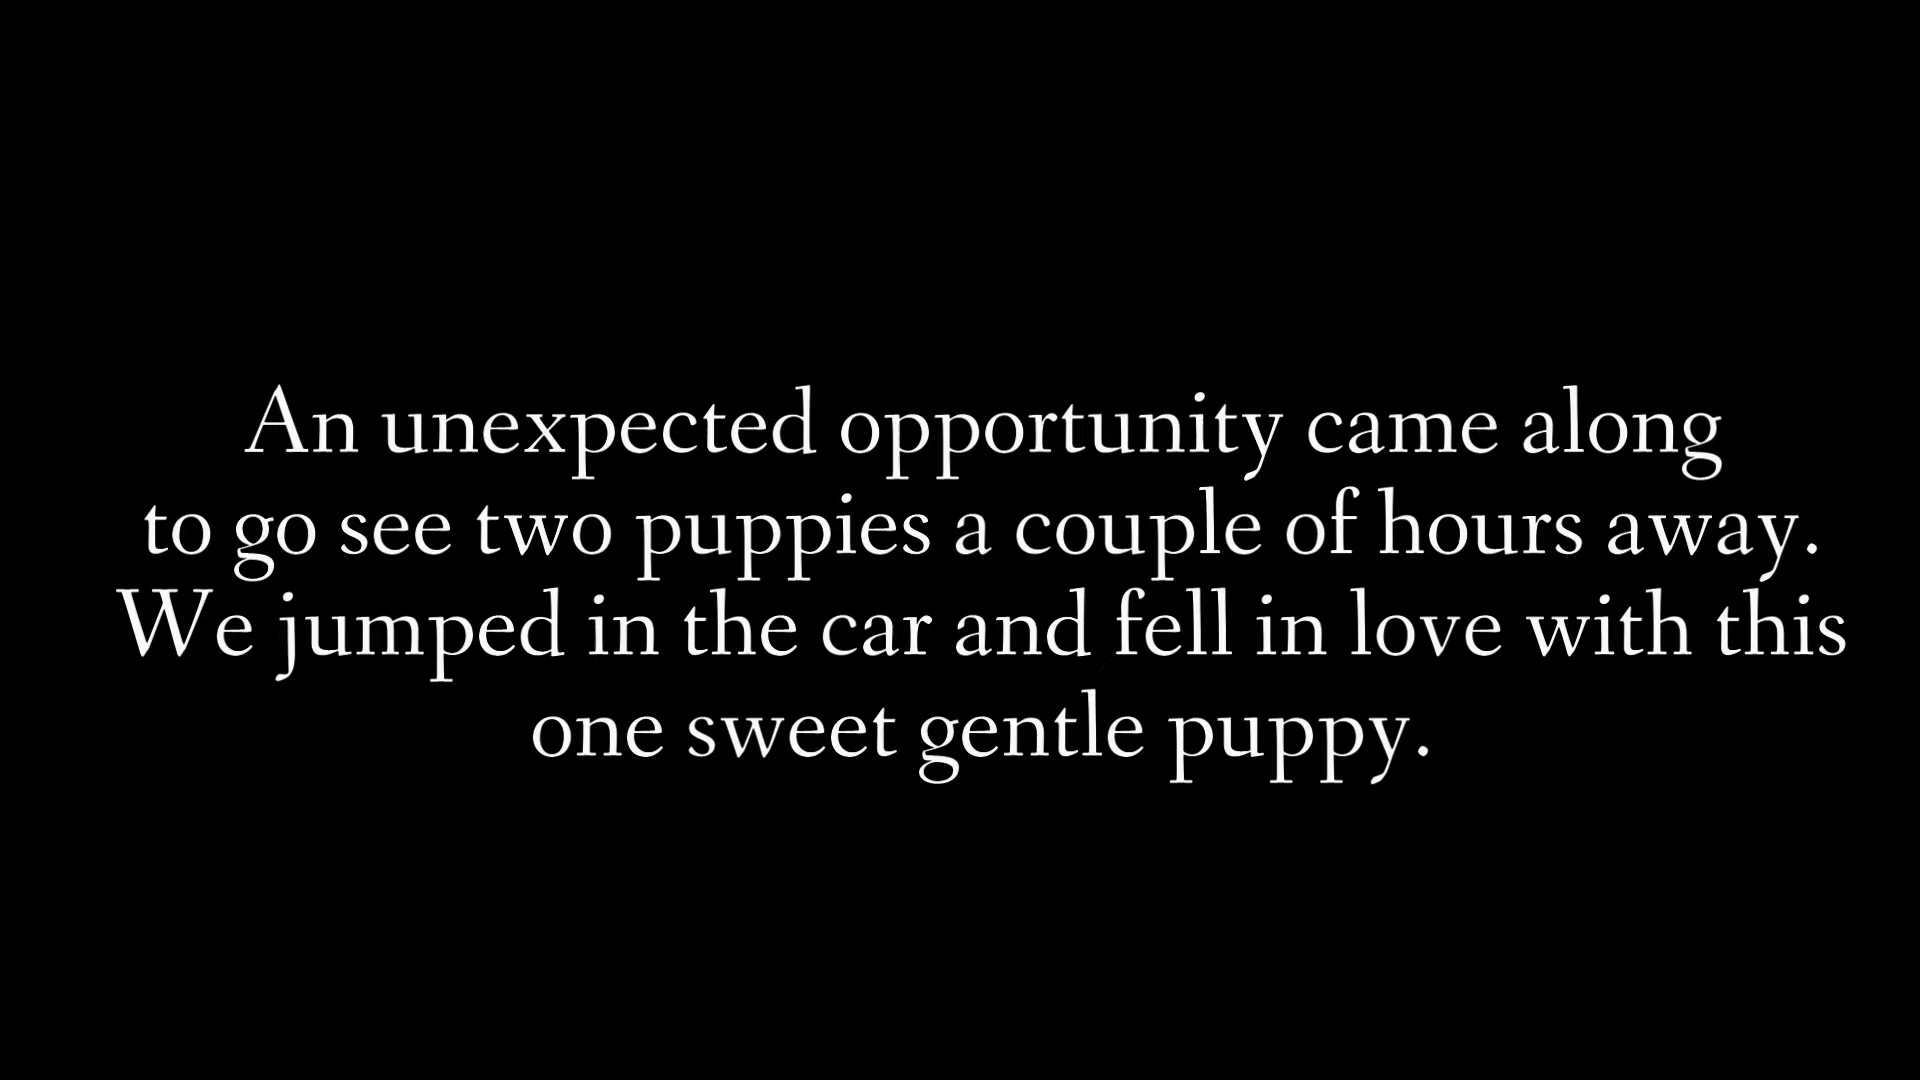 An unexpected opportunity came along
to go see two puppies a couple of hours away.
We jumped in the car and fell in love with this
one sweet gentle puppy.